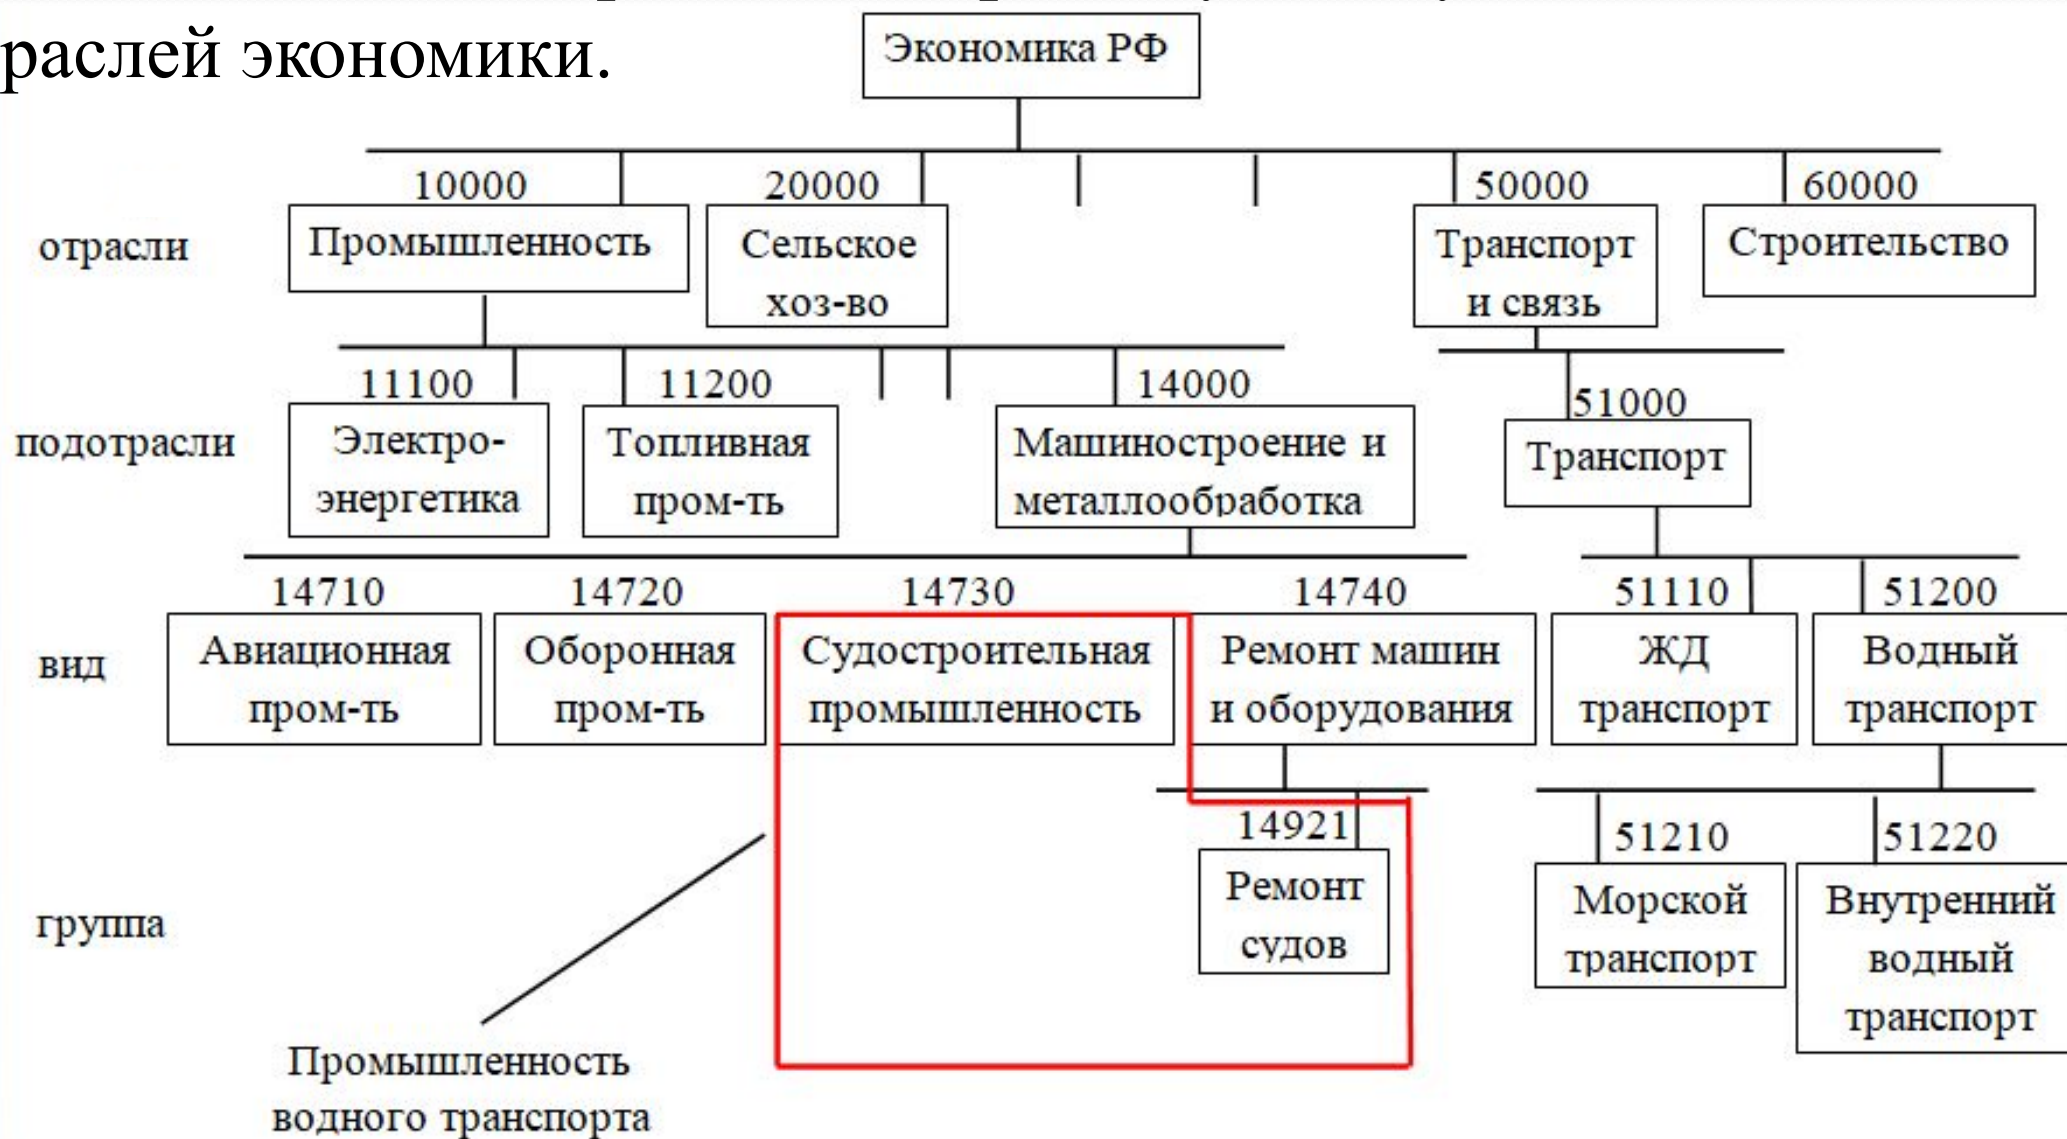 раслей экономики.
Экономика РФ
10000
20000
50000
60000
отрасли
Промышленность
Сельское
хоз-во
Транспорт
и связь
Строительство
11100
11200
14000
51000
подотрасли
Электро-
энергетика
Топливная
пром-ть
Машиностроение и
металлообработка
Транспорт
14710
14720
14730
14740
51110
51200
вид
Авиационная
пром-ть
Оборонная
пром-ть
Судостроительная
промышленность
Ремонт машин
и оборудования
ЖД
транспорт
Водный
транспорт
14921
51210
51220
группа
Ремонт
судов
Морской
транспорт
Внутренний
водный
транспорт
Промышленность
водного транспорта